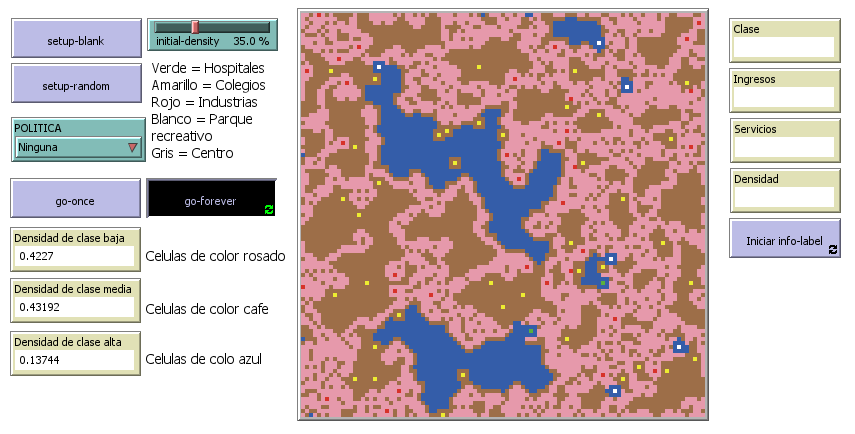 setup-blank
initial-density 35.0 %
setup-random
Verde = Hospitales
Amarillo = Colegios
Rojo = Industrias
Blanco = Parque
recreativo
Gris = Centro
POLITICA
Ninguna
go-once
go-forever
Densidad de clase baja
0.4227
Celulas de color rosado
Densidad de clase media
0.43192
Celulas de color cafe
Densidad de clase alta
0.13744
Celulas de colo azul
Clase
Ingresos
Servicios
Densidad
Iniciar info-label